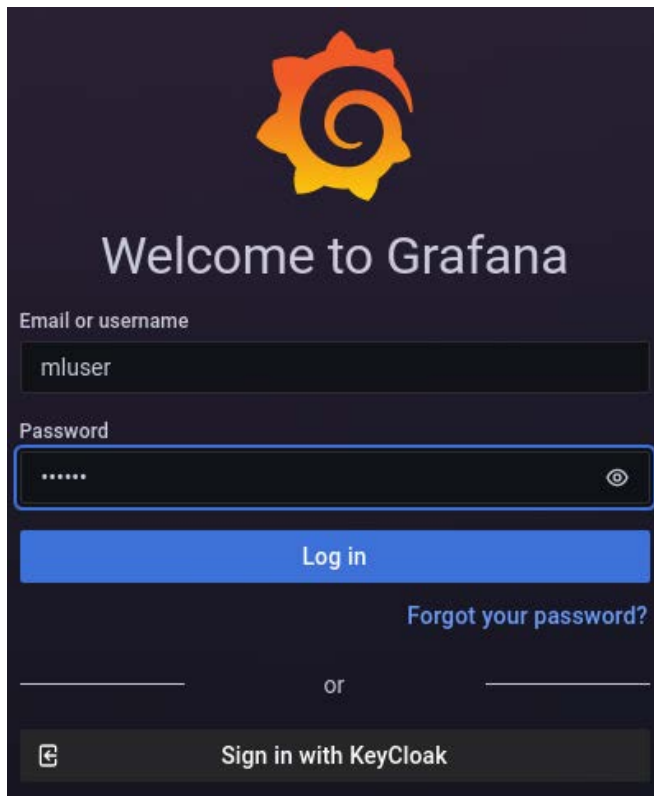 Welcome to Grafana
Email or username
mluser
Password
••••••
Log in
Forgot your password?
or
Sign in with KeyCloak